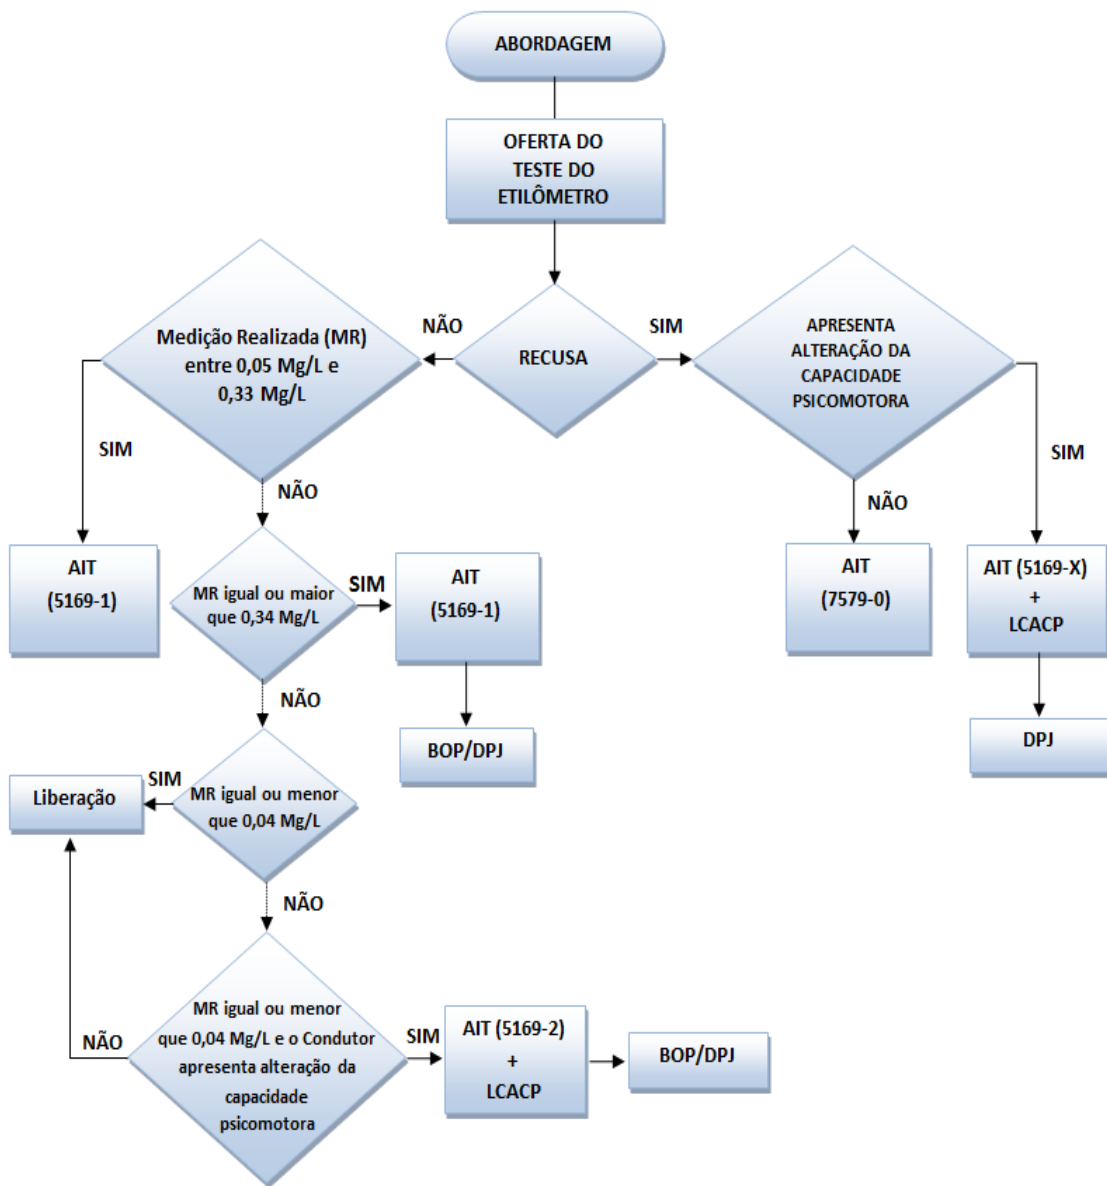 ABORDAGEM
OFERTA DO
TESTE DO
ETILÔMETRO
RECUSA
NÃO
SIM
Medição Realizada (MR)
entre 0,05 Mg/L e
0,33 Mg/L
APRESENTA
ALTERAÇÃO DA
CAPACIDADE
PSICOMOTORA
SIM
NÃO
SIM
NÃO
AIT
(5169-1)
MR igual ou maior
que 0,34 Mg/L
SIM
AIT
(5169-1)
AIT
(7579-0)
AIT (5169-X)
+
LCACP
NÃO
BOP/DPJ
DPJ
Liberação
SIM
MR igual ou menor
que 0,04 Mg/L
NÃO
MR igual ou menor
que 0,04 Mg/L e o Condutor
apresenta alteração da
capacidade
psicomotora
NÃO
SIM
AIT (5169-2)
+
LCACP
BOP/DPJ